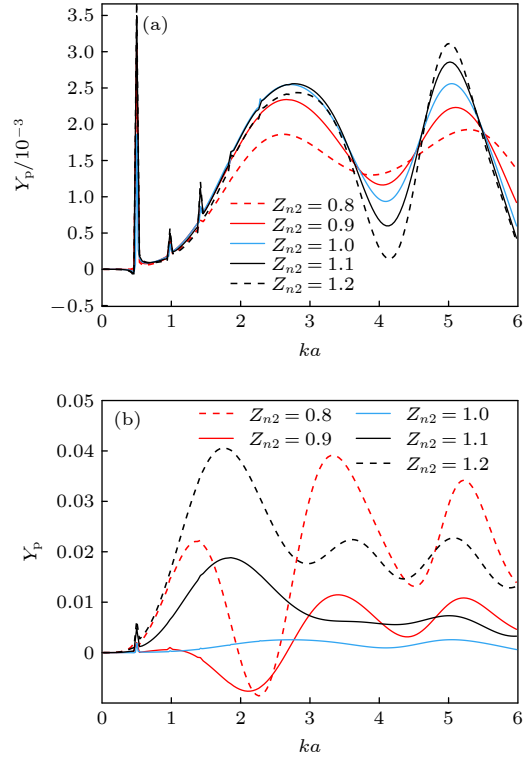 (a)
3.5
3.0
2.5
2.0
1.5
1.0
0.5
0
−0.5
Yp/10−3
Zn2 = 0.8
Zn2 = 0.9
Zn2 = 1.0
Zn2 = 1.1
Zn2 = 1.2
0 1 2 3 4 5 6
ka
(b)
0.05
0.04
0.03
0.02
0.01
0
Yp
Zn2 = 0.8 Zn2 = 1.0
Zn2 = 0.9 Zn2 = 1.1
Zn2 = 1.2
0 1 2 3 4 5 6
ka